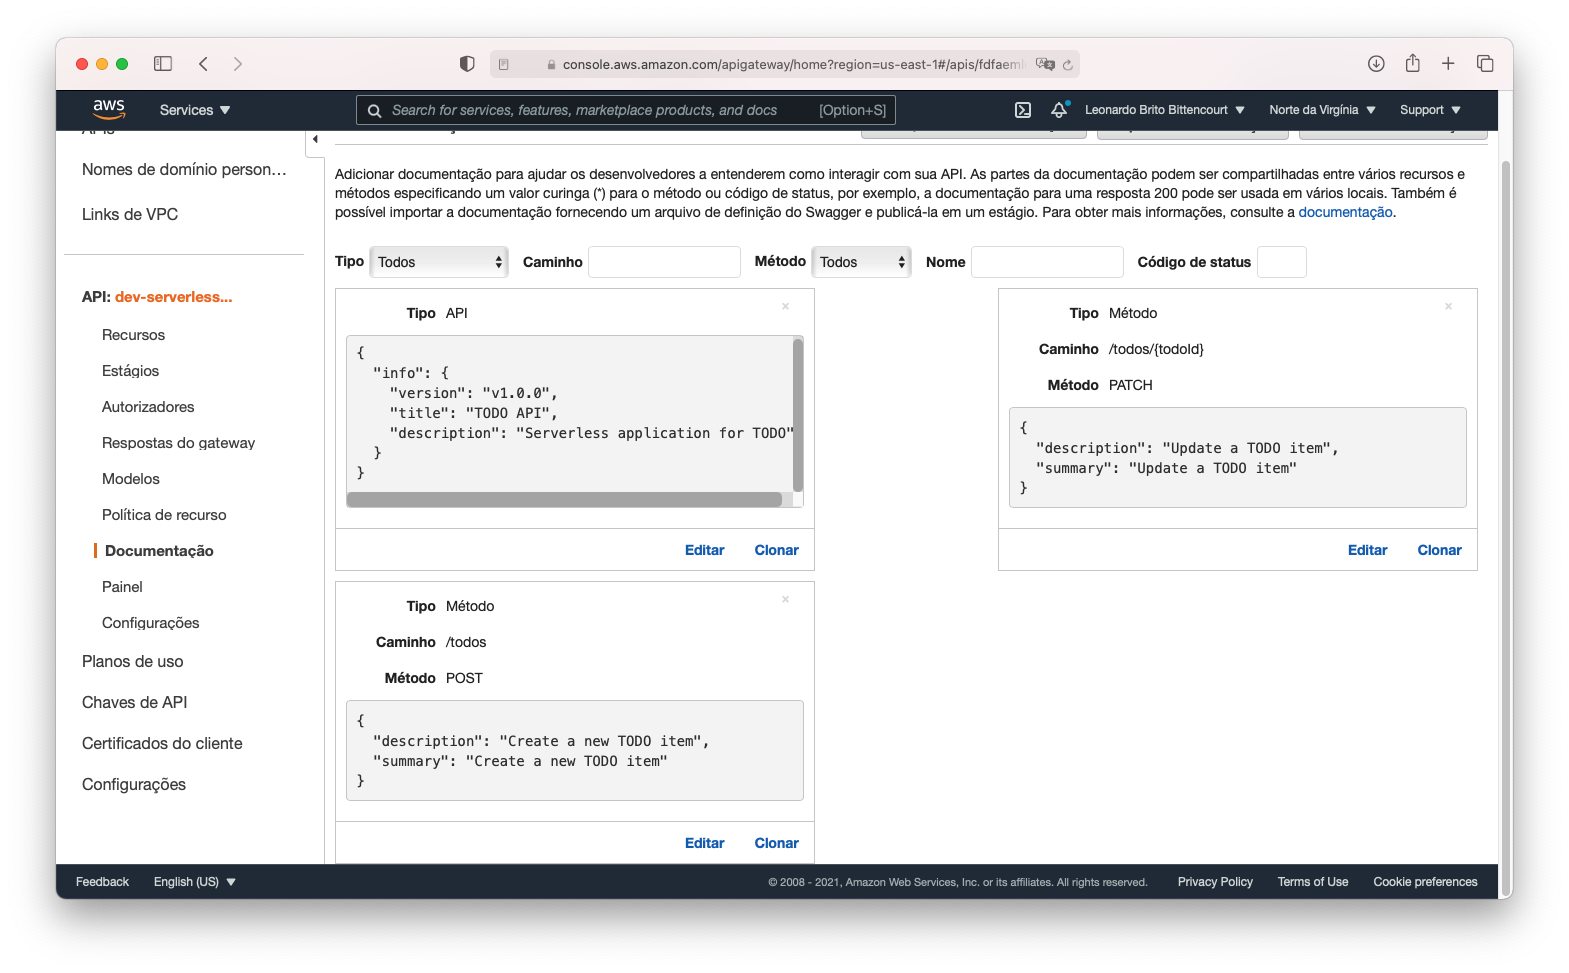 console.aws.amazon.com/apigateway/home?region=us-east-1#/apis/fdfaeml
aws
Services ▼
Search for services, features, marketplace products, and docs [Option+S]
Leonardo Brito Bittencourt ▼
Norte da Virgínia ▼
Support ▼
APIs
Nomes de domínio person...
Links de VPC
API: dev-serverless...
Recursos
Estágios
Autorizadores
Respostas do gateway
Modelos
Política de recurso
Documentação
Painel
Configurações
Planos de uso
Chaves de API
Certificados do cliente
Configurações
Adicionar documentação para ajudar os desenvolvedores a entenderem como interagir com sua API. As partes da documentação podem ser compartilhadas entre vários recursos e
métodos especificando um valor curinga (*) para o método ou código de status, por exemplo, a documentação para uma resposta 200 pode ser usada em vários locais. Também é
possível importar a documentação fornecendo um arquivo de definição do Swagger e publicá-la em um estágio. Para obter mais informações, consulte a documentação.
Tipo Todos Caminho Método Todos Nome Código de status
Tipo API ×
{
"info": {
"version": "v1.0.0",
"title": "TODO API",
"description": "Serverless application for TODO"
}
}
Editar Clonar
Tipo Método ×
Caminho /todos/{todoId}
Método PATCH
{
"description": "Update a TODO item",
"summary": "Update a TODO item"
}
Editar Clonar
Tipo Método ×
Caminho /todos
Método POST
{
"description": "Create a new TODO item",
"summary": "Create a new TODO item"
}
Editar Clonar
Feedback English (US) ▼
© 2008 - 2021, Amazon Web Services, Inc. or its affiliates. All rights reserved. Privacy Policy Terms of Use Cookie preferences